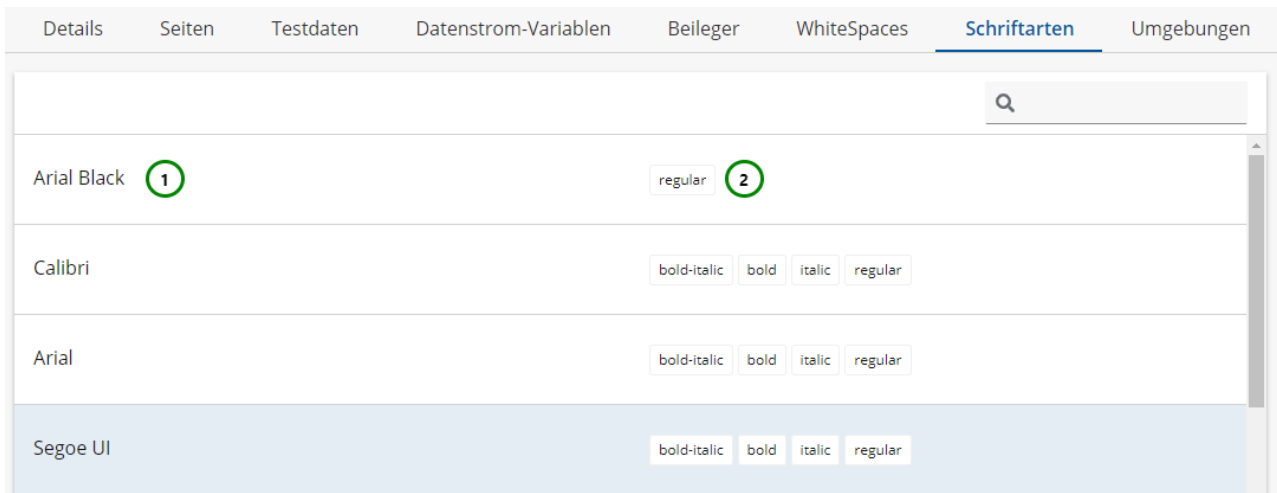 Details Seiten Testdaten Datenstrom-Variablen Beileger WhiteSpaces Schriftarten Umgebungen
Arial Black 1 regular 2
Calibri bold-italic bold italic regular
Arial bold-italic bold italic regular
Segoe UI bold-italic bold italic regular